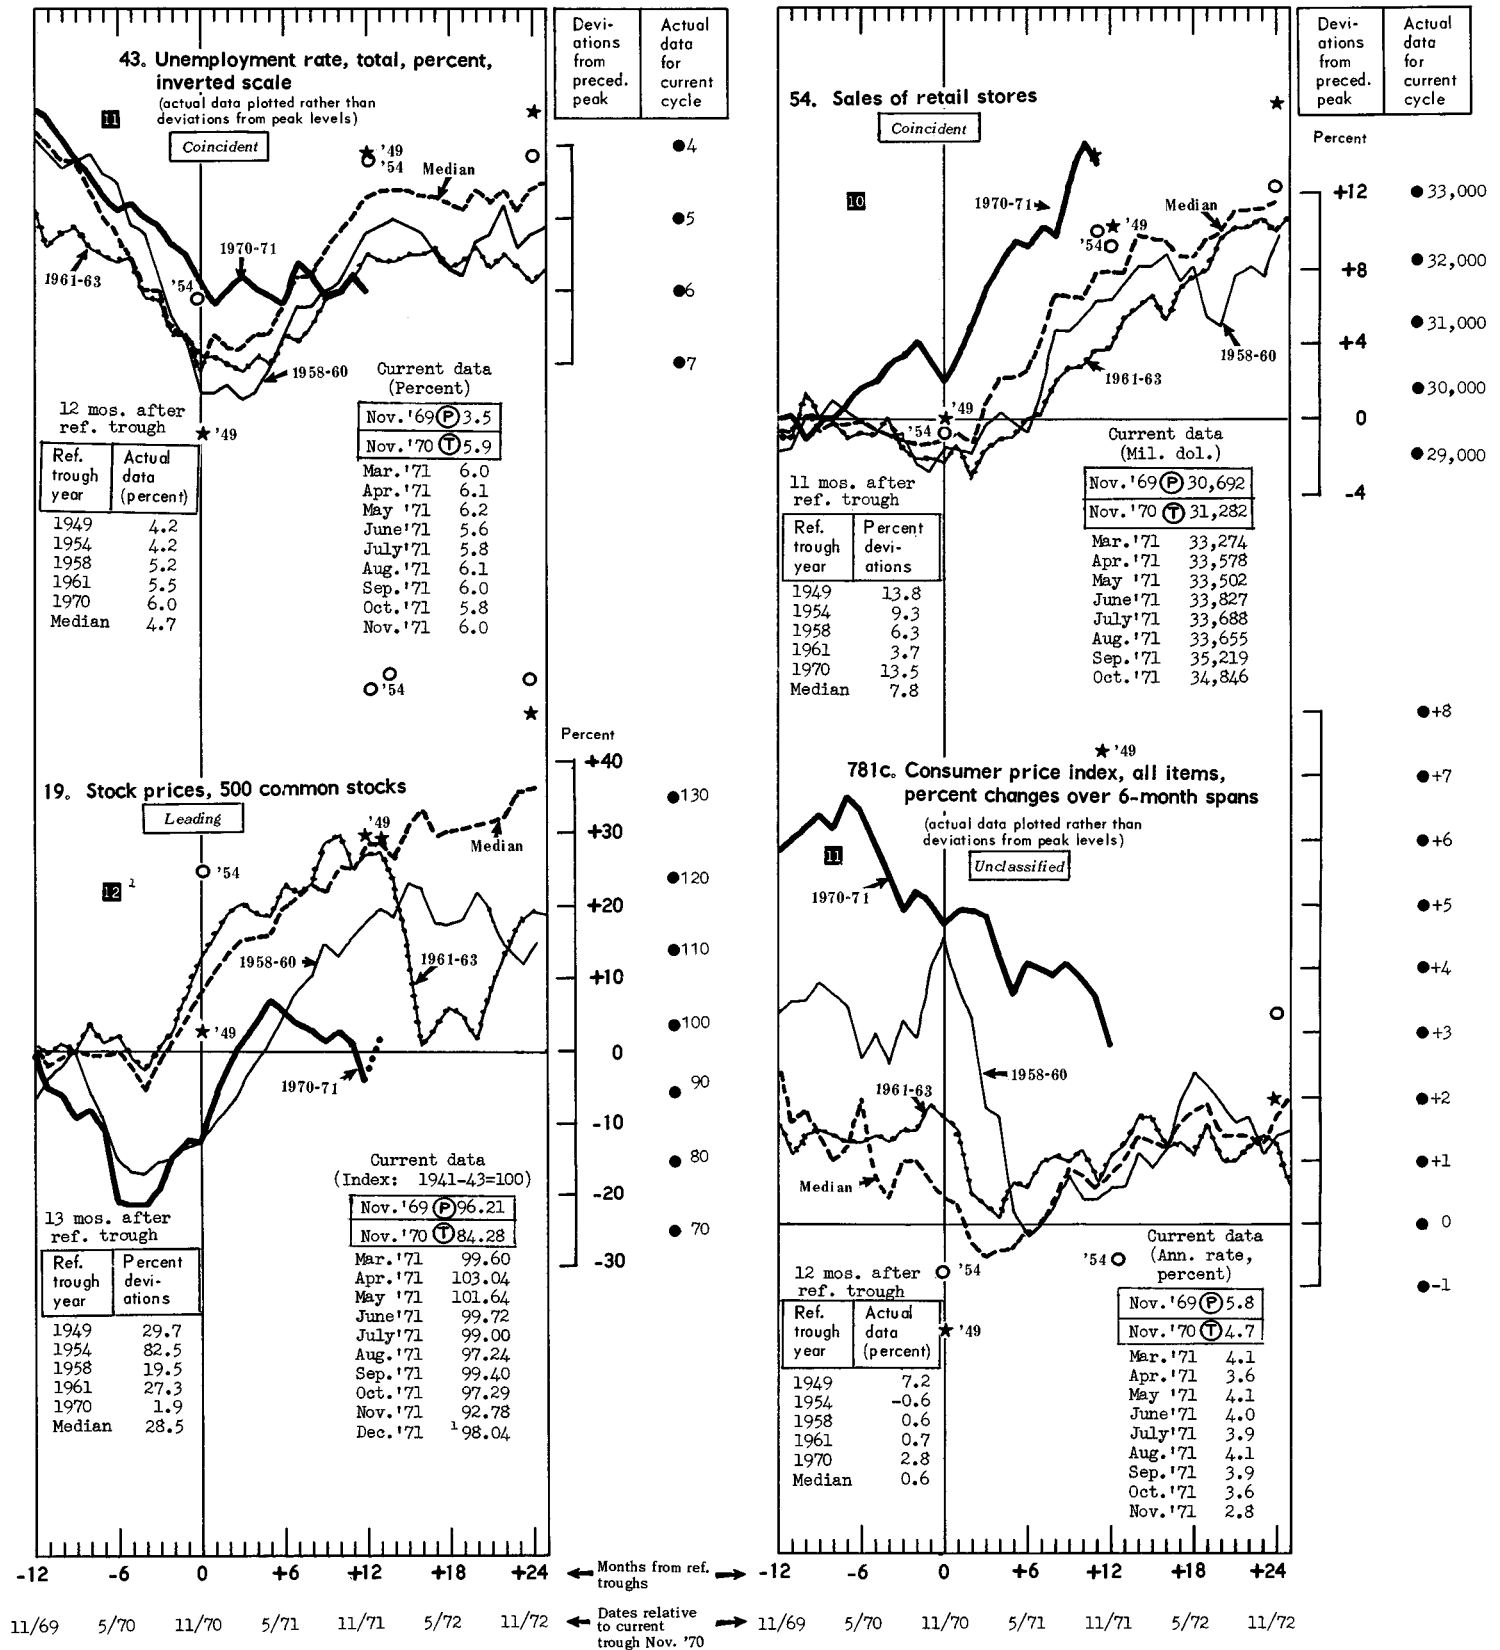 43. Unemployment rate, total, percent,
inverted scale
(actual data plotted rather than
deviations from peak levels)
Coincident
11
Devi-
ations
from
preced.
peak
Actual
data
for
current
cycle
4
5
6
7
'49
'54
Median
1970-71
1961-63
'54
1958-60
'49
12 mos. after
ref. trough
Ref. trough year Actual data (percent)
1949 4.2
1954 4.2
1958 5.2
1961 5.5
1970 6.0
Median 4.7
Current data
(Percent)
Nov.'69 P 3.5
Nov.'70 T 5.9
Mar.'71 6.0
Apr.'71 6.1
May '71 6.2
June'71 5.6
July'71 5.8
Aug.'71 6.1
Sep.'71 6.0
Oct.'71 5.8
Nov.'71 6.0
'54
19. Stock prices, 500 common stocks
Leading
12 1
Percent
+40
+30
+20
+10
0
-10
-20
-30
130
120
110
100
90
80
70
'49
Median
'54
1958-60
1961-63
'49
1970-71
13 mos. after
ref. trough
Ref. trough year Percent devi- ations
1949 29.7
1954 82.5
1958 19.5
1961 27.3
1970 1.9
Median 28.5
Current data
(Index: 1941-43=100)
Nov.'69 P 96.21
Nov.'70 T 84.28
Mar.'71 99.60
Apr.'71 103.04
May '71 101.64
June'71 99.72
July'71 99.00
Aug.'71 97.24
Sep.'71 99.40
Oct.'71 97.29
Nov.'71 92.78
Dec.'71 1 98.04
54. Sales of retail stores
Coincident
10
Devi-
ations
from
preced.
peak
Actual
data
for
current
cycle
Percent
+12
+8
+4
0
-4
33,000
32,000
31,000
30,000
29,000
1970-71
Median
'49
'54
1958-60
1961-63
'49
'54
11 mos. after
ref. trough
Ref. trough year Percent devi- ations
1949 13.8
1954 9.3
1958 6.3
1961 3.7
1970 13.5
Median 7.8
Current data
(Mil. dol.)
Nov.'69 P 30,692
Nov.'70 T 31,282
Mar.'71 33,274
Apr.'71 33,578
May '71 33,502
June'71 33,827
July'71 33,688
Aug.'71 33,655
Sep.'71 35,219
Oct.'71 34,846
'49
781c. Consumer price index, all items,
percent changes over 6-month spans
(actual data plotted rather than
deviations from peak levels)
Unclassified
11
+8
+7
+6
+5
+4
+3
+2
+1
0
-1
1970-71
1958-60
1961-63
Median
'54
'54
'49
12 mos. after
ref. trough
Ref. trough year Actual data (percent)
1949 7.2
1954 -0.6
1958 0.6
1961 0.7
1970 2.8
Median 0.6
Current data
(Ann. rate,
percent)
Nov.'69 P 5.8
Nov.'70 T 4.7
Mar.'71 4.1
Apr.'71 3.6
May '71 4.1
June'71 4.0
July'71 3.9
Aug.'71 4.1
Sep.'71 3.9
Oct.'71 3.6
Nov.'71 2.8
-12 -6 0 +6 +12 +18 +24
Months from ref.
troughs
-12 -6 0 +6 +12 +18 +24
11/69 5/70 11/70 5/71 11/71 5/72 11/72
Dates relative
to current
trough Nov. '70
11/69 5/70 11/70 5/71 11/71 5/72 11/72